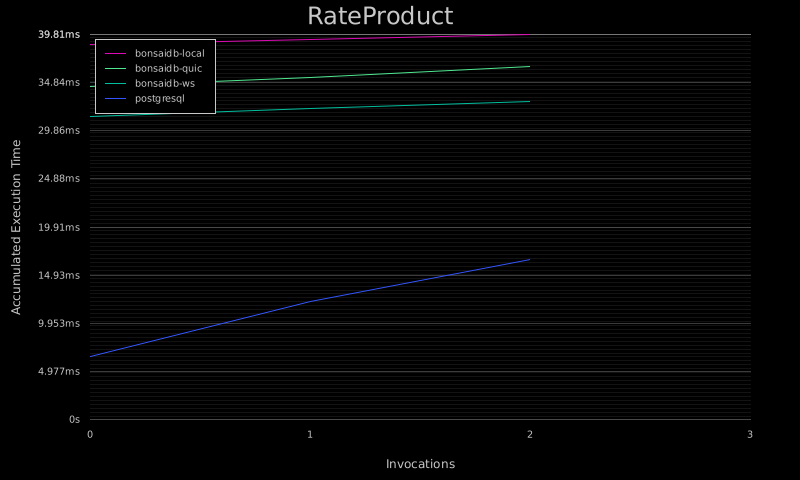 RateProduct
39.81ms
34.84ms
29.86ms
24.88ms
19.91ms
14.93ms
9.953ms
4.977ms
0s
bonsaidb-local
bonsaidb-quic
bonsaidb-ws
postgresql
Accumulated Execution Time
0 1 2 3
Invocations